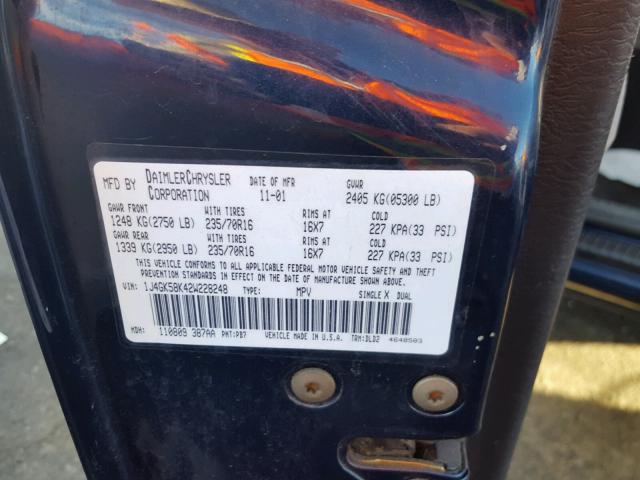 MFD BY DAIMLERCHRYSLER CORPORATION DATE OF MFR 11-01 GVWR 2405 KG(05300 LB)
GAWR FRONT WITH TIRES RIMS AT COLD
1248 KG(2750 LB) 235/70R16 16X7 227 KPA(33 PSI)
GAWR REAR WITH TIRES RIMS AT COLD
1339 KG(2950 LB) 235/70R16 16X7 227 KPA(33 PSI)
THIS VEHICLE CONFORMS TO ALL APPLICABLE FEDERAL MOTOR VEHICLE SAFETY AND THEFT
PREVENTION STANDARDS IN EFFECT ON THE DATE OF MANUFACTURE SHOWN ABOVE.
VIN: 1J4GK58K42W228248 TYPE: MPV SINGLE X DUAL
MDH: 110809 387AA PNT:PB7 VEHICLE MADE IN U.S.A. TRM:DLD2 4648503